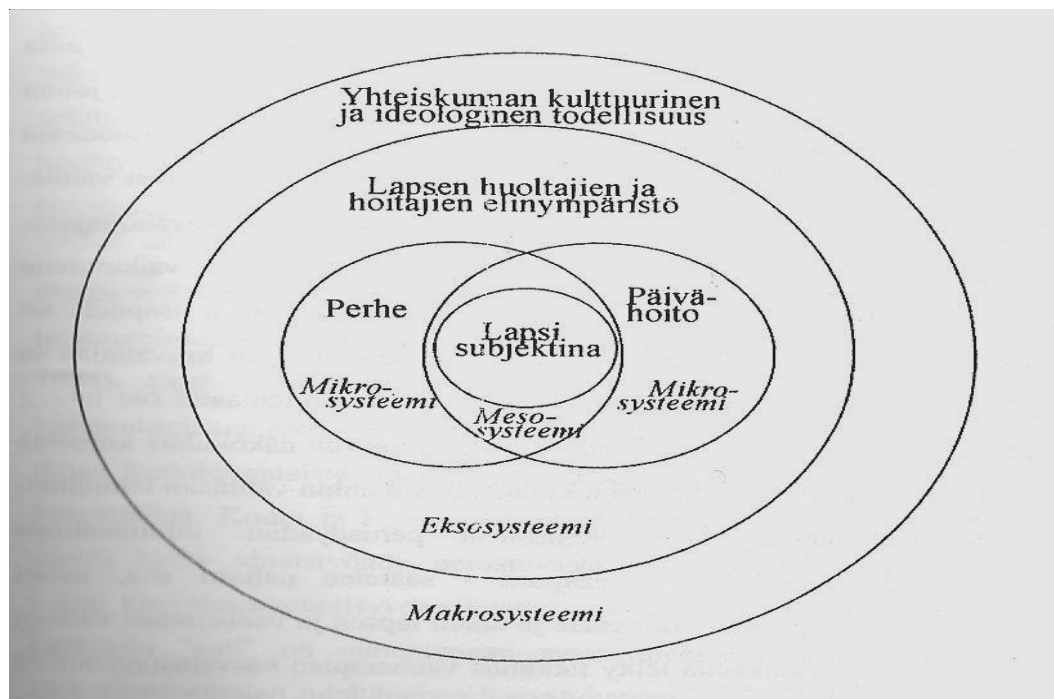 Yhteiskunnan kulttuurinen
ja ideologinen todellisuus
Lapsen huoltajien ja
hoitajien elinympäristö
Perhe
Päivä-
hoito
Lapsi
subjektina
Mikro-
systeemi
Meso-
systeemi
Mikro-
systeemi
Eksosysteemi
Makrosysteemi